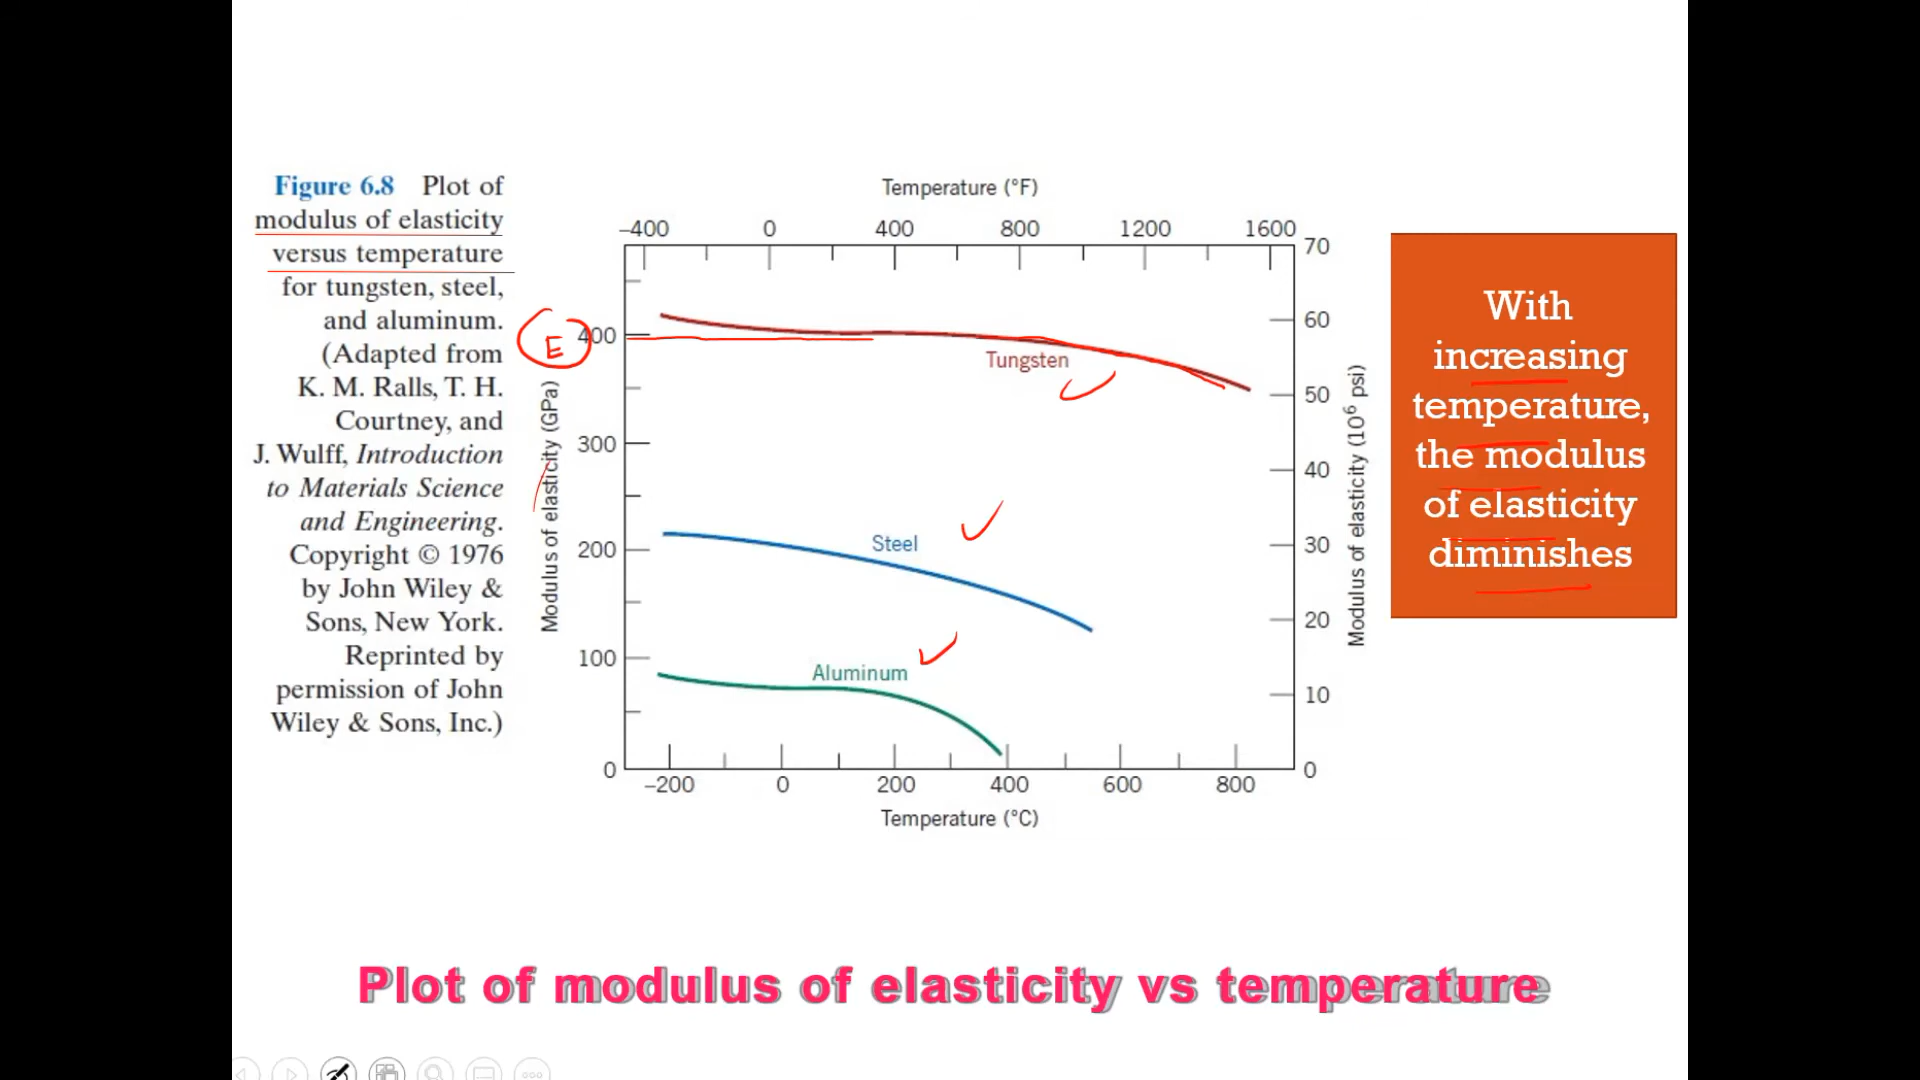 Figure 6.8 Plot of
modulus of elasticity
versus temperature
for tungsten, steel,
and aluminum.
(Adapted from
K. M. Ralls, T. H.
Courtney, and
J. Wulff, Introduction
to Materials Science
and Engineering.
Copyright © 1976
by John Wiley &
Sons, New York.
Reprinted by
permission of John
Wiley & Sons, Inc.)
E
Temperature (°F)
−400 0 400 800 1200 1600
Modulus of elasticity (GPa)
400
300
200
100
0
Tungsten
Steel
Aluminum
70
60
50
40
30
20
10
0
Modulus of elasticity (10⁶ psi)
−200 0 200 400 600 800
Temperature (°C)
With
increasing
temperature,
the modulus
of elasticity
diminishes
Plot of modulus of elasticity vs temperature